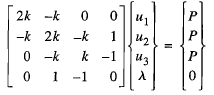 2k −k 0 0 u₁ P
−k 2k −k 1 u₂ = P
0 −k k −1 u₃ P
0 1 −1 0 λ 0